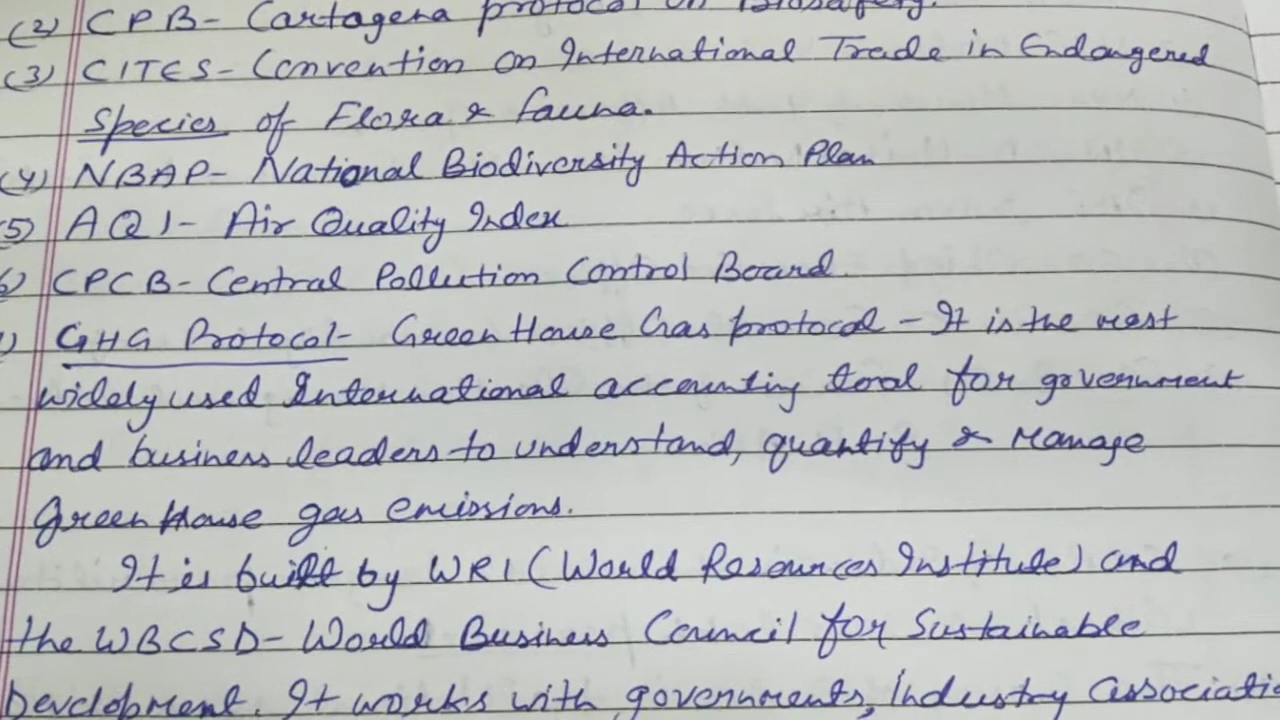 (2) CPB- Cartagena protocol on Biosafety.
(3) CITES- Convention on International Trade in Endangered
Species of Flora & fauna.
(4) NBAP- National Biodiversity Action Plan
5) AQI- Air Quality Index
6) CPCB- Central Pollution Control Board
) GHG Protocol- Green House Gas protocol - It is the most
widely used International accounting tool for government
and business leaders to understand, quantify & Manage
Green House gas emissions.
It is built by WRI (World Resources Institute) and
the WBCSD- World Business Council for Sustainable
Development. It works with governments, Industry Associatio